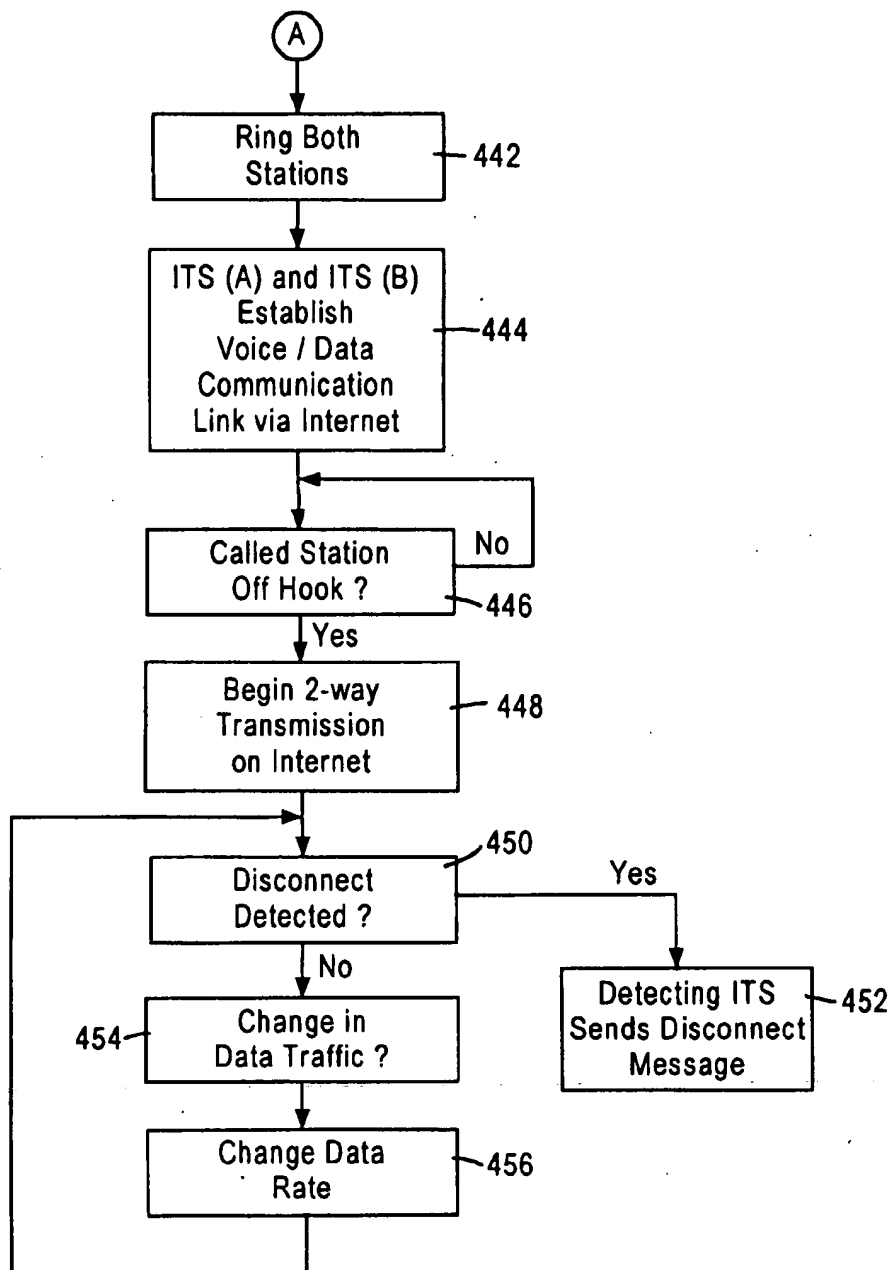 A
Ring Both
Stations
442
ITS (A) and ITS (B)
Establish
Voice / Data
Communication
Link via Internet
444
Called Station
Off Hook ?
No
446
Yes
Begin 2-way
Transmission
on Internet
448
450
Disconnect
Detected ?
Yes
No
Detecting ITS
Sends Disconnect
Message
452
454
Change in
Data Traffic ?
Change Data
Rate
456